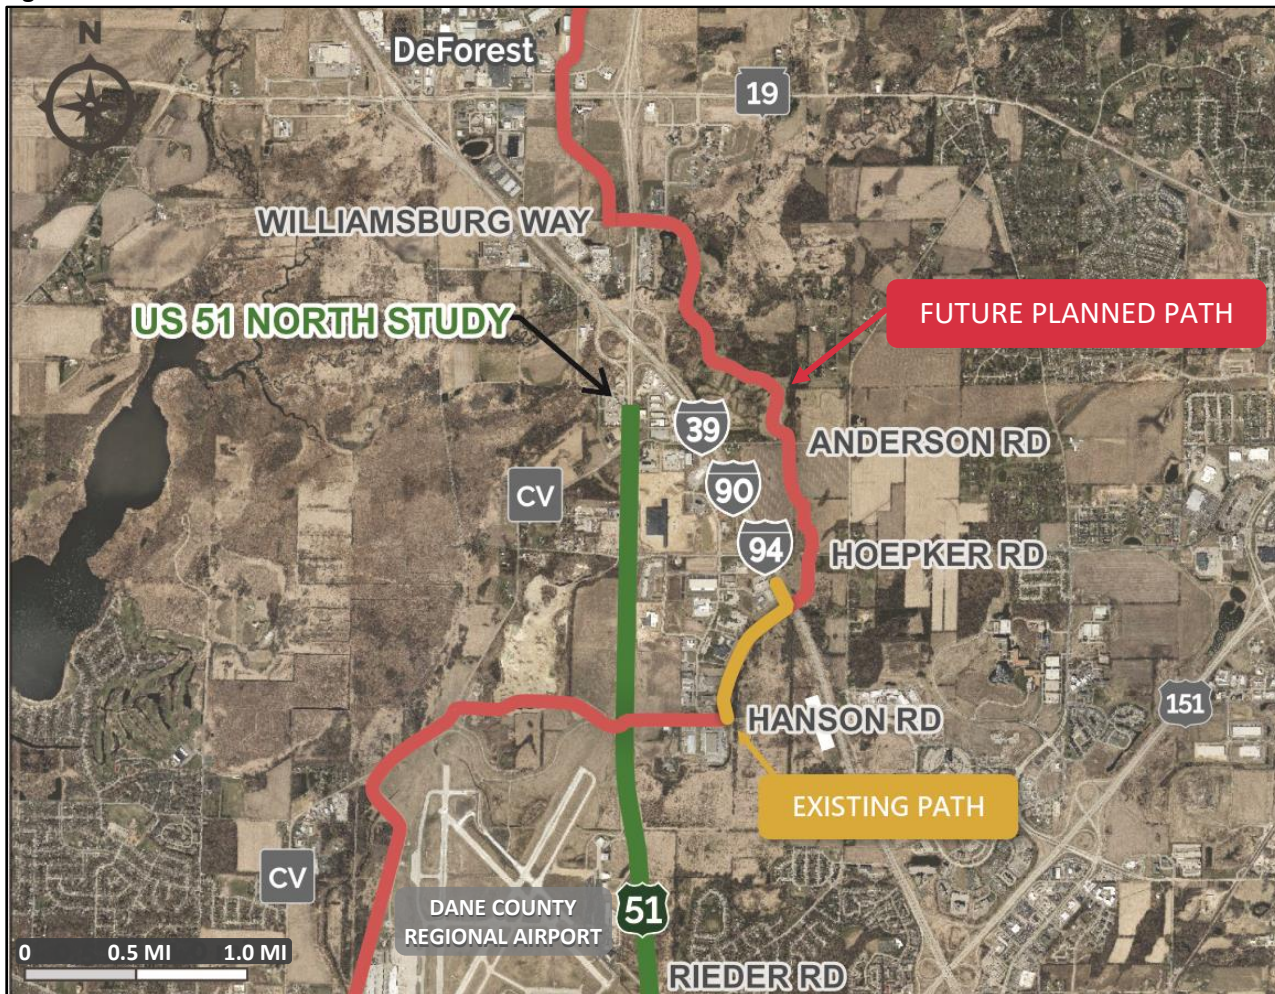 N
DeForest
19
WILLIAMSBURG WAY
US 51 NORTH STUDY
FUTURE PLANNED PATH
39
ANDERSON RD
CV
90
94
HOEPKER RD
151
HANSON RD
EXISTING PATH
CV
DANE COUNTY
REGIONAL AIRPORT
51
0 0.5 MI 1.0 MI
RIEDER RD